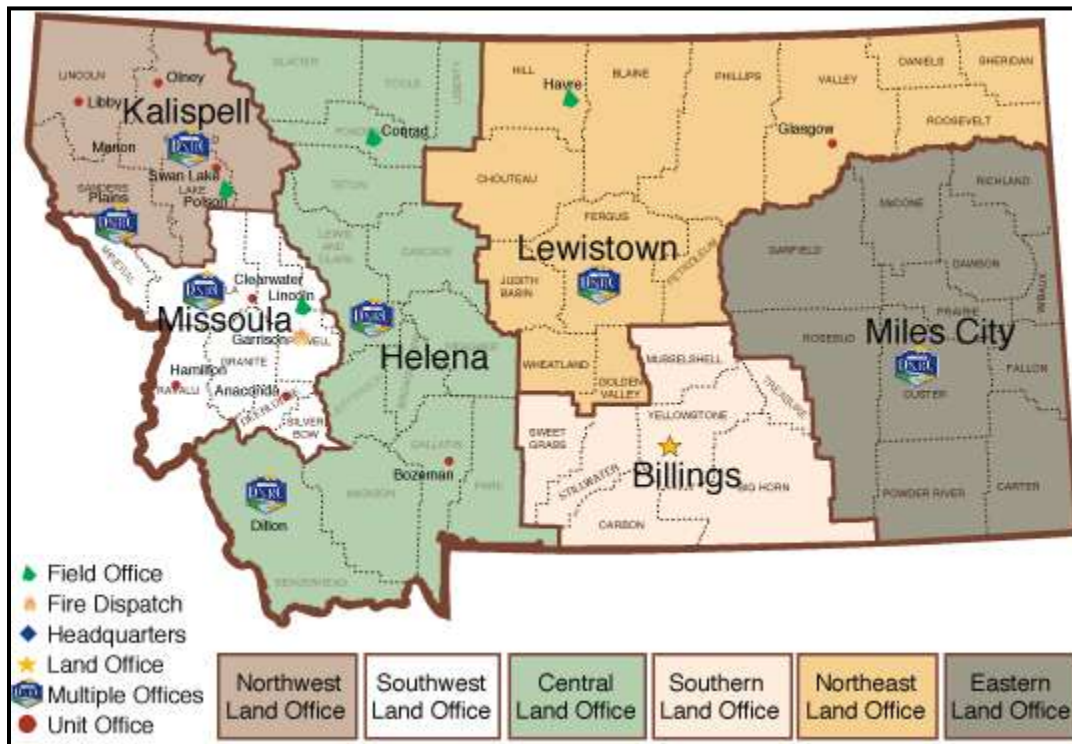 LINCOLN
Olney
Libby
Kalispell
Marion
Swan Lake
SANDERS
LAKE
Plains
Polson
MINERAL
GLACIER
TOOLE
LIBERTY
Conrad
TETON
LEWIS
AND
CLARK
CASCADE
HILL
Havre
BLAINE
PHILLIPS
VALLEY
DANIELS
SHERIDAN
ROOSEVELT
Glasgow
CHOUTEAU
FERGUS
Lewistown
PETROLEUM
JUDITH
BASIN
WHEATLAND
GOLDEN
VALLEY
RICHLAND
McCONE
GARFIELD
DAWSON
WIBAUX
PRAIRIE
ROSEBUD
Miles City
FALLON
CUSTER
POWDER RIVER
CARTER
Clearwater
Lincoln
Missoula
Garrison
POWELL
GRANITE
Hamilton
RAVALLI
Anaconda
DEERLODGE
SILVER
BOW
Helena
GALLATIN
Bozeman
MADISON
PARK
Dillon
BEAVERHEAD
MUSSELSHELL
TREASURE
SWEET
GRASS
YELLOWSTONE
STILLWATER
Billings
BIG HORN
CARBON
Field Office
Fire Dispatch
Headquarters
Land Office
Multiple Offices
Unit Office
Northwest
Land Office
Southwest
Land Office
Central
Land Office
Southern
Land Office
Northeast
Land Office
Eastern
Land Office